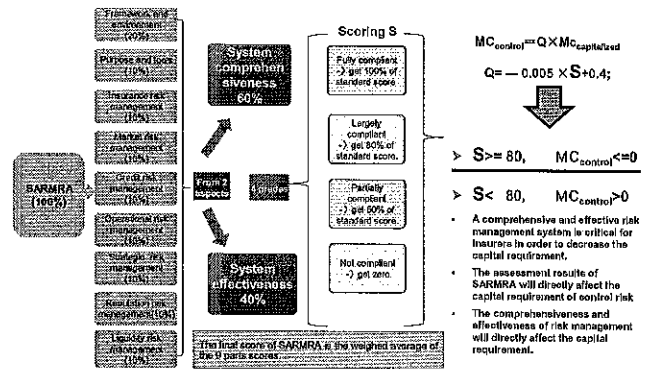 SARMRA
(100%)
Framework and
environment
(20%)
Purpose and tools
(10%)
Insurance risk
management
(10%)
Market risk
management
(10%)
Credit risk
management
(10%)
Operational risk
management
(10%)
Strategic risk
management
(10%)
Reputation risk
management(10%)
Liquidity risk
management
(10%)
System
comprehen
siveness
60%
aspects
System
effectiveness
40%
4 grades
Scoring S
Fully compliant
-> get 100% of
standard score.
Largely
compliant
-> get 80% of
standard score.
Partially
compliant
-> get
standard score.
Not compliant
-> get zero.
The final score of SARMRA is the weighed average of
the 9 parts scores.
MCcontrol=Q×Mccapitalized
Q= — 0.005 ×S+0.4;
➢ S>= 80, MCcontrol<=0
➢ S< 80, MCcontrol>0
• A comprehensive and effective risk
management system is critical for
insurers in order to decrease the
capital requirement.
• The assessment results of
SARMRA will directly affect the
capital requirement of control risk
• The comprehensiveness and
effectiveness of risk management
will directly affect the capital
requirement.